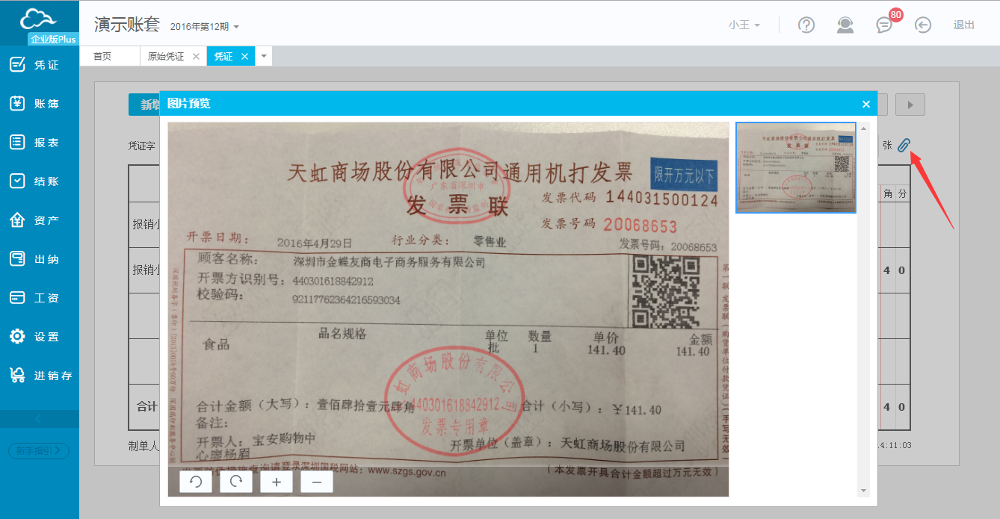 企业版Plus
演示账套 2016年第12期
小王 80 退出
首页 原始凭证 凭证
凭证
账簿
报表
结账
资产
出纳
工资
设置
进销存
新手指引
新增
凭证字
张
角 分
报销
4 0
报销
合计
4 0
制单人
14:11:03
图片预览
天虹商场股份有限公司通用机打发票
限开万元以下
发票联
广东省深圳市
发票代码 144031500124
发票号码 20068653
开票日期： 2016年4月29日 行业分类： 零售业 发票号码：20068653
顾客名称： 深圳市金蝶友商电子商务服务有限公司
开票方识别号：440301618842912
校验码： 92117762364216593034
品名规格 单位 数量 单价 金额
食品 批 1 141.40 141.40
虹商场股份有限公司
440301618842912
发票专用章
合计金额（大写）：壹佰肆拾壹元肆角 合计（小写）：￥141.40
备注：
开票人：宝安购物中
心廖杨眉
开票单位（盖章）：天虹商场股份有限公司
查询请登录深圳国税网站：www.szgs.gov.cn
（本发票开具合计金额超过万元无效）